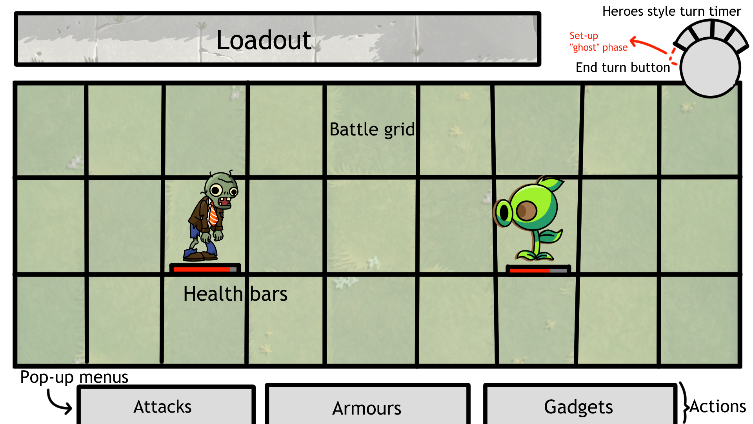 Heroes style turn timer
Loadout
Set-up
"ghost" phase
End turn button
Battle grid
Health bars
Pop-up menus
Attacks
Armours
Gadgets
Actions